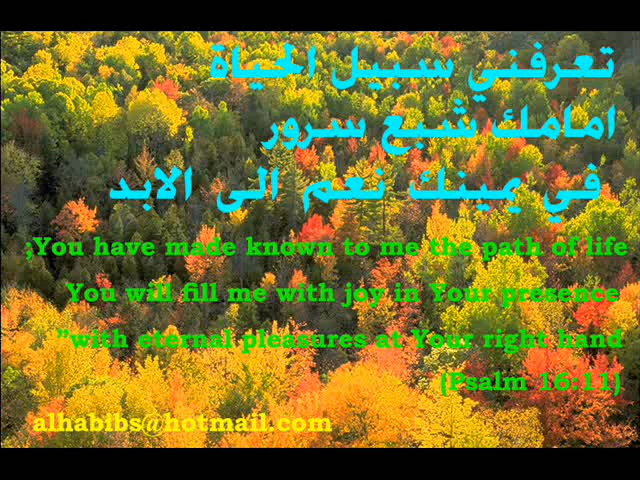 تعرفني سبيل الحياة
امامك شبع سرور
في يمينك نعم الى الابد
;You have made known to me the path of life
You will fill me with joy in Your presence
”with eternal pleasures at Your right hand
(Psalm 16:11)
alhabibs@hotmail.com